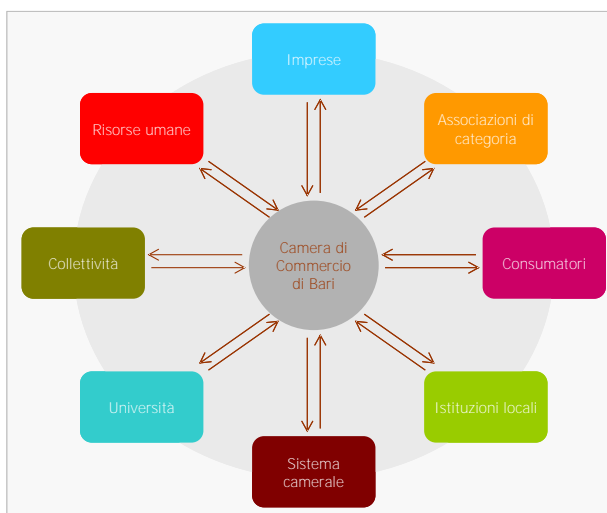 Imprese
Risorse umane
Associazioni di
categoria
Collettività
Camera di
Commercio
di Bari
Consumatori
Università
Istituzioni locali
Sistema
camerale